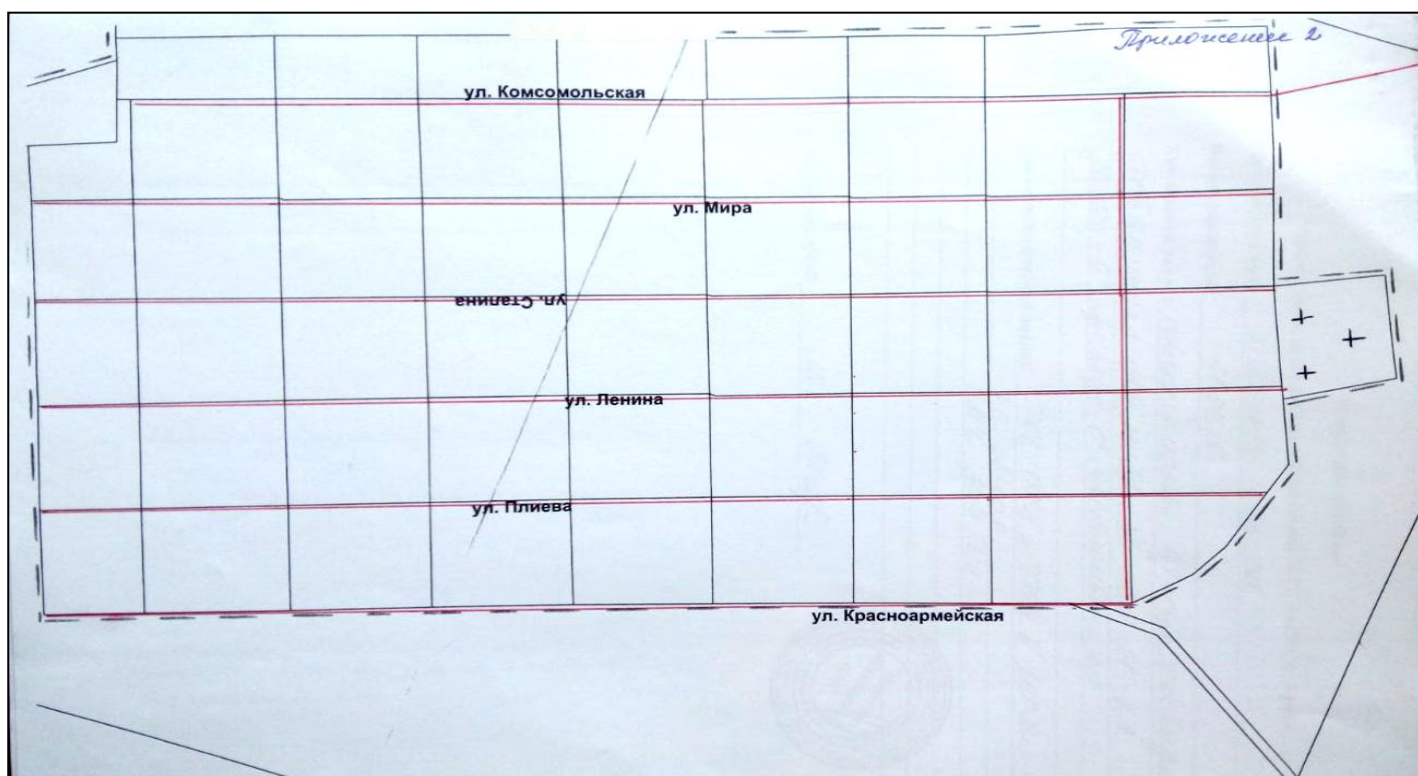 Приложение 2
ул. Комсомольская
ул. Мира
ул. Сталина
ул. Ленина
ул. Плиева
ул. Красноармейская